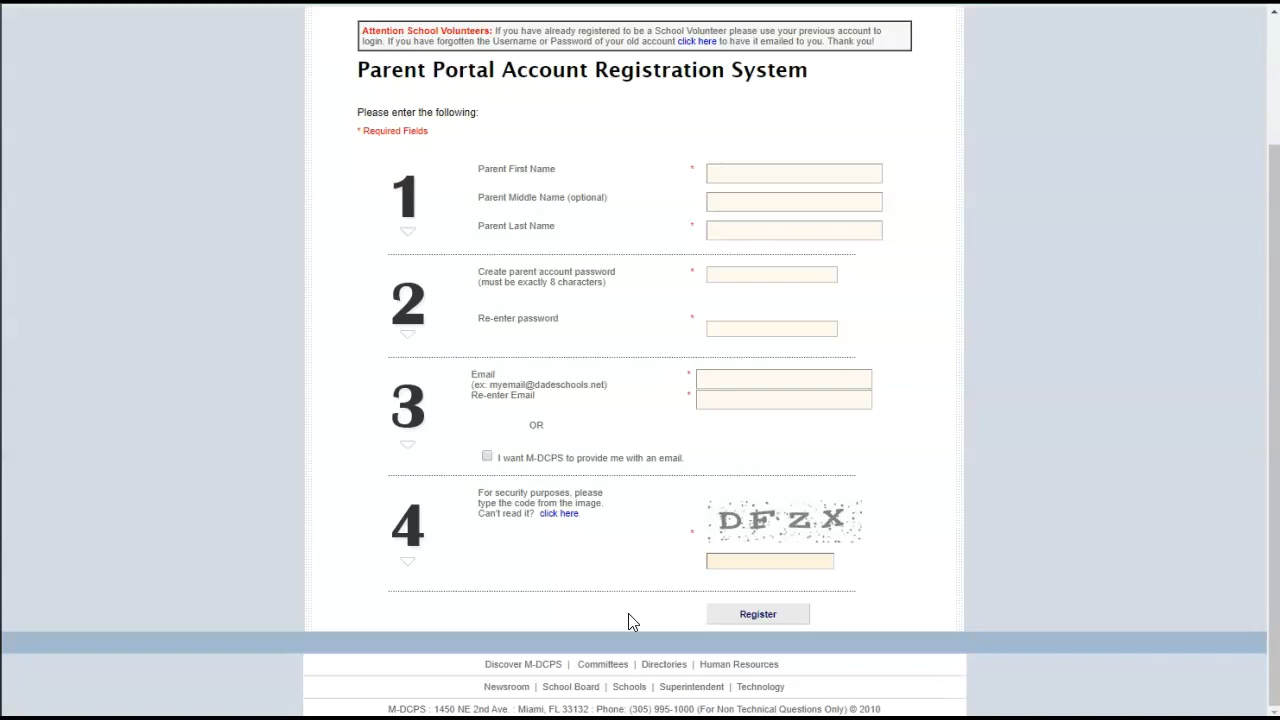 Attention School Volunteers: If you have already registered to be a School Volunteer please use your previous account to
login. If you have forgotten the Username or Password of your old account click here to have it emailed to you. Thank you!
Parent Portal Account Registration System
Please enter the following:
* Required Fields
1
Parent First Name *
Parent Middle Name (optional)
Parent Last Name *
2
Create parent account password *
(must be exactly 8 characters)
Re-enter password *
3
Email *
(ex: myemail@dadeschools.net)
Re-enter Email *
OR
I want M-DCPS to provide me with an email.
4
For security purposes, please
type the code from the image.
Can't read it? click here.
*
DFZX
Register
Discover M-DCPS | Committees | Directories | Human Resources
Newsroom | School Board | Schools | Superintendent | Technology
M-DCPS : 1450 NE 2nd Ave. : Miami, FL 33132 : Phone: (305) 995-1000 (For Non Technical Questions Only) © 2010